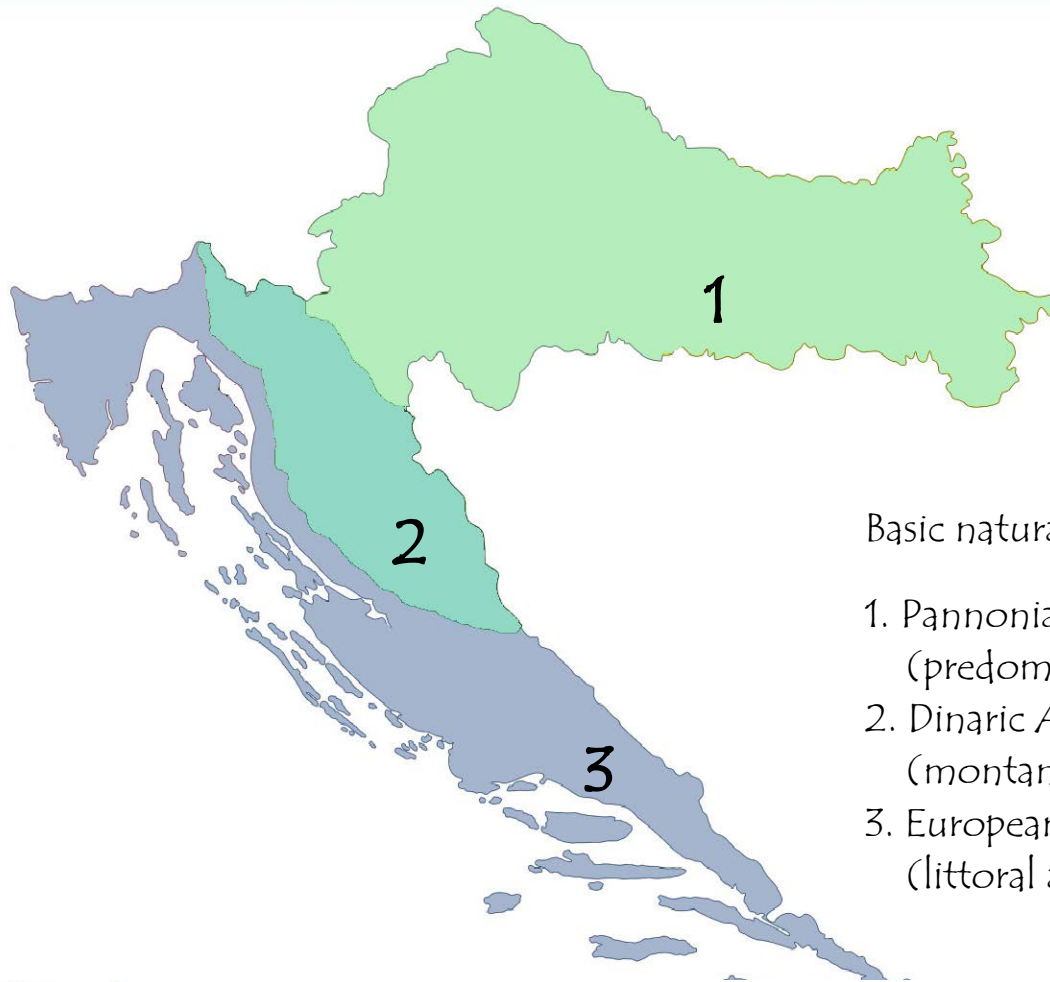 1
2
3
Basic natura
1. Pannonia
(predom
2. Dinaric A
(montan
3. European
(littoral a